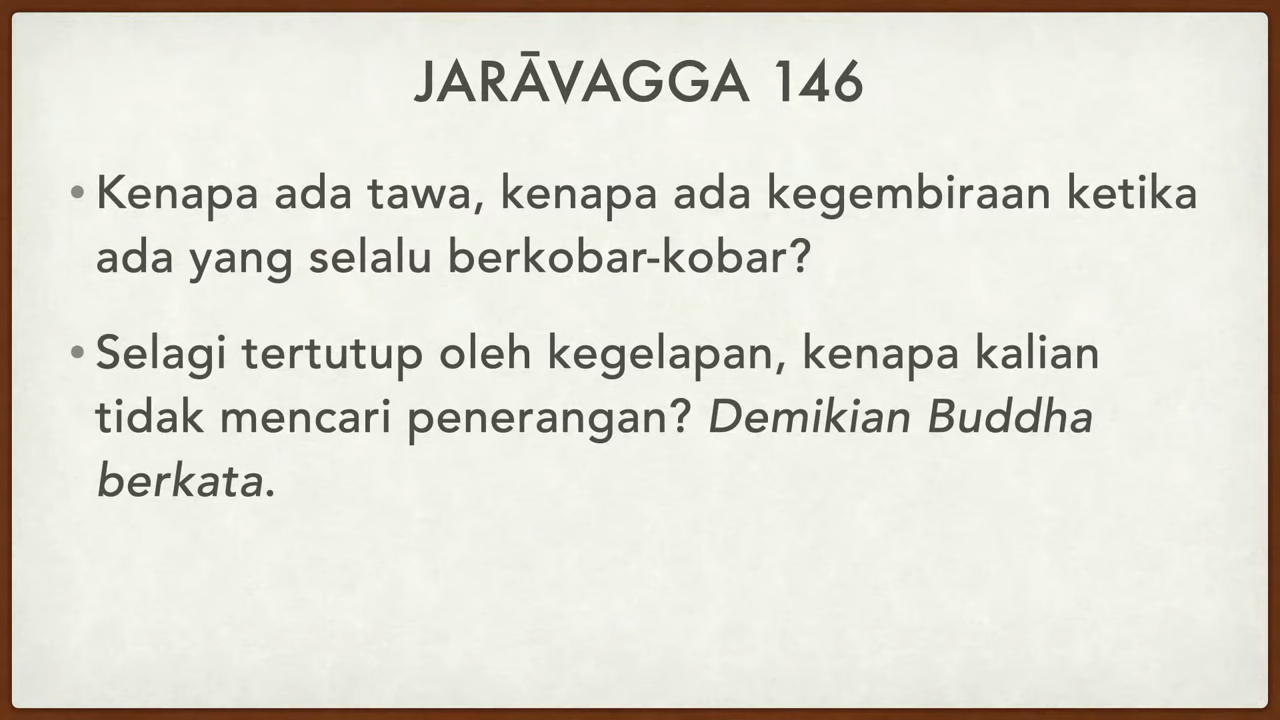 JARĀVAGGA 146
• Kenapa ada tawa, kenapa ada kegembiraan ketika
ada yang selalu berkobar-kobar?
• Selagi tertutup oleh kegelapan, kenapa kalian
tidak mencari penerangan? Demikian Buddha
berkata.